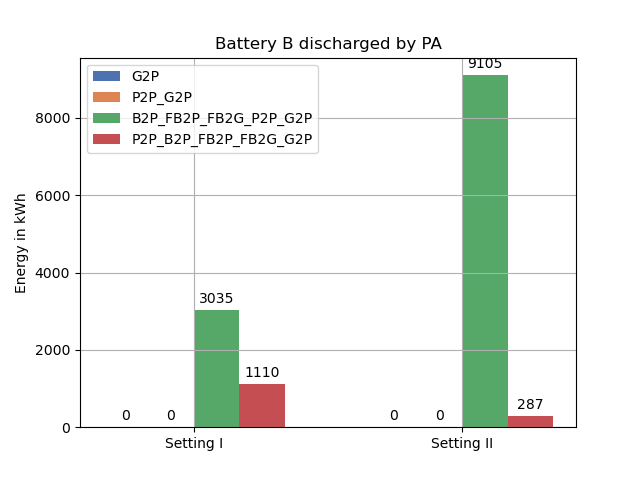 Battery B discharged by PA
G2P
P2P_G2P
B2P_FB2P_FB2G_P2P_G2P
P2P_B2P_FB2P_FB2G_G2P
Energy in kWh
8000
6000
4000
2000
0
0
0
3035
1110
0
0
9105
287
Setting I
Setting II